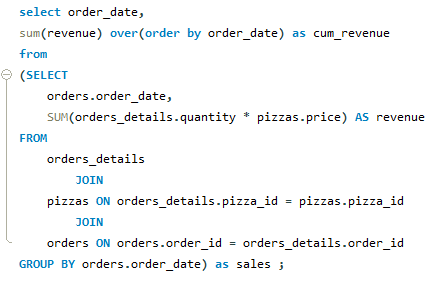 select order_date,
sum(revenue) over(order by order_date) as cum_revenue
from
(SELECT
    orders.order_date,
    SUM(orders_details.quantity * pizzas.price) AS revenue
FROM
    orders_details
        JOIN
    pizzas ON orders_details.pizza_id = pizzas.pizza_id
        JOIN
    orders ON orders.order_id = orders_details.order_id
GROUP BY orders.order_date) as sales ;